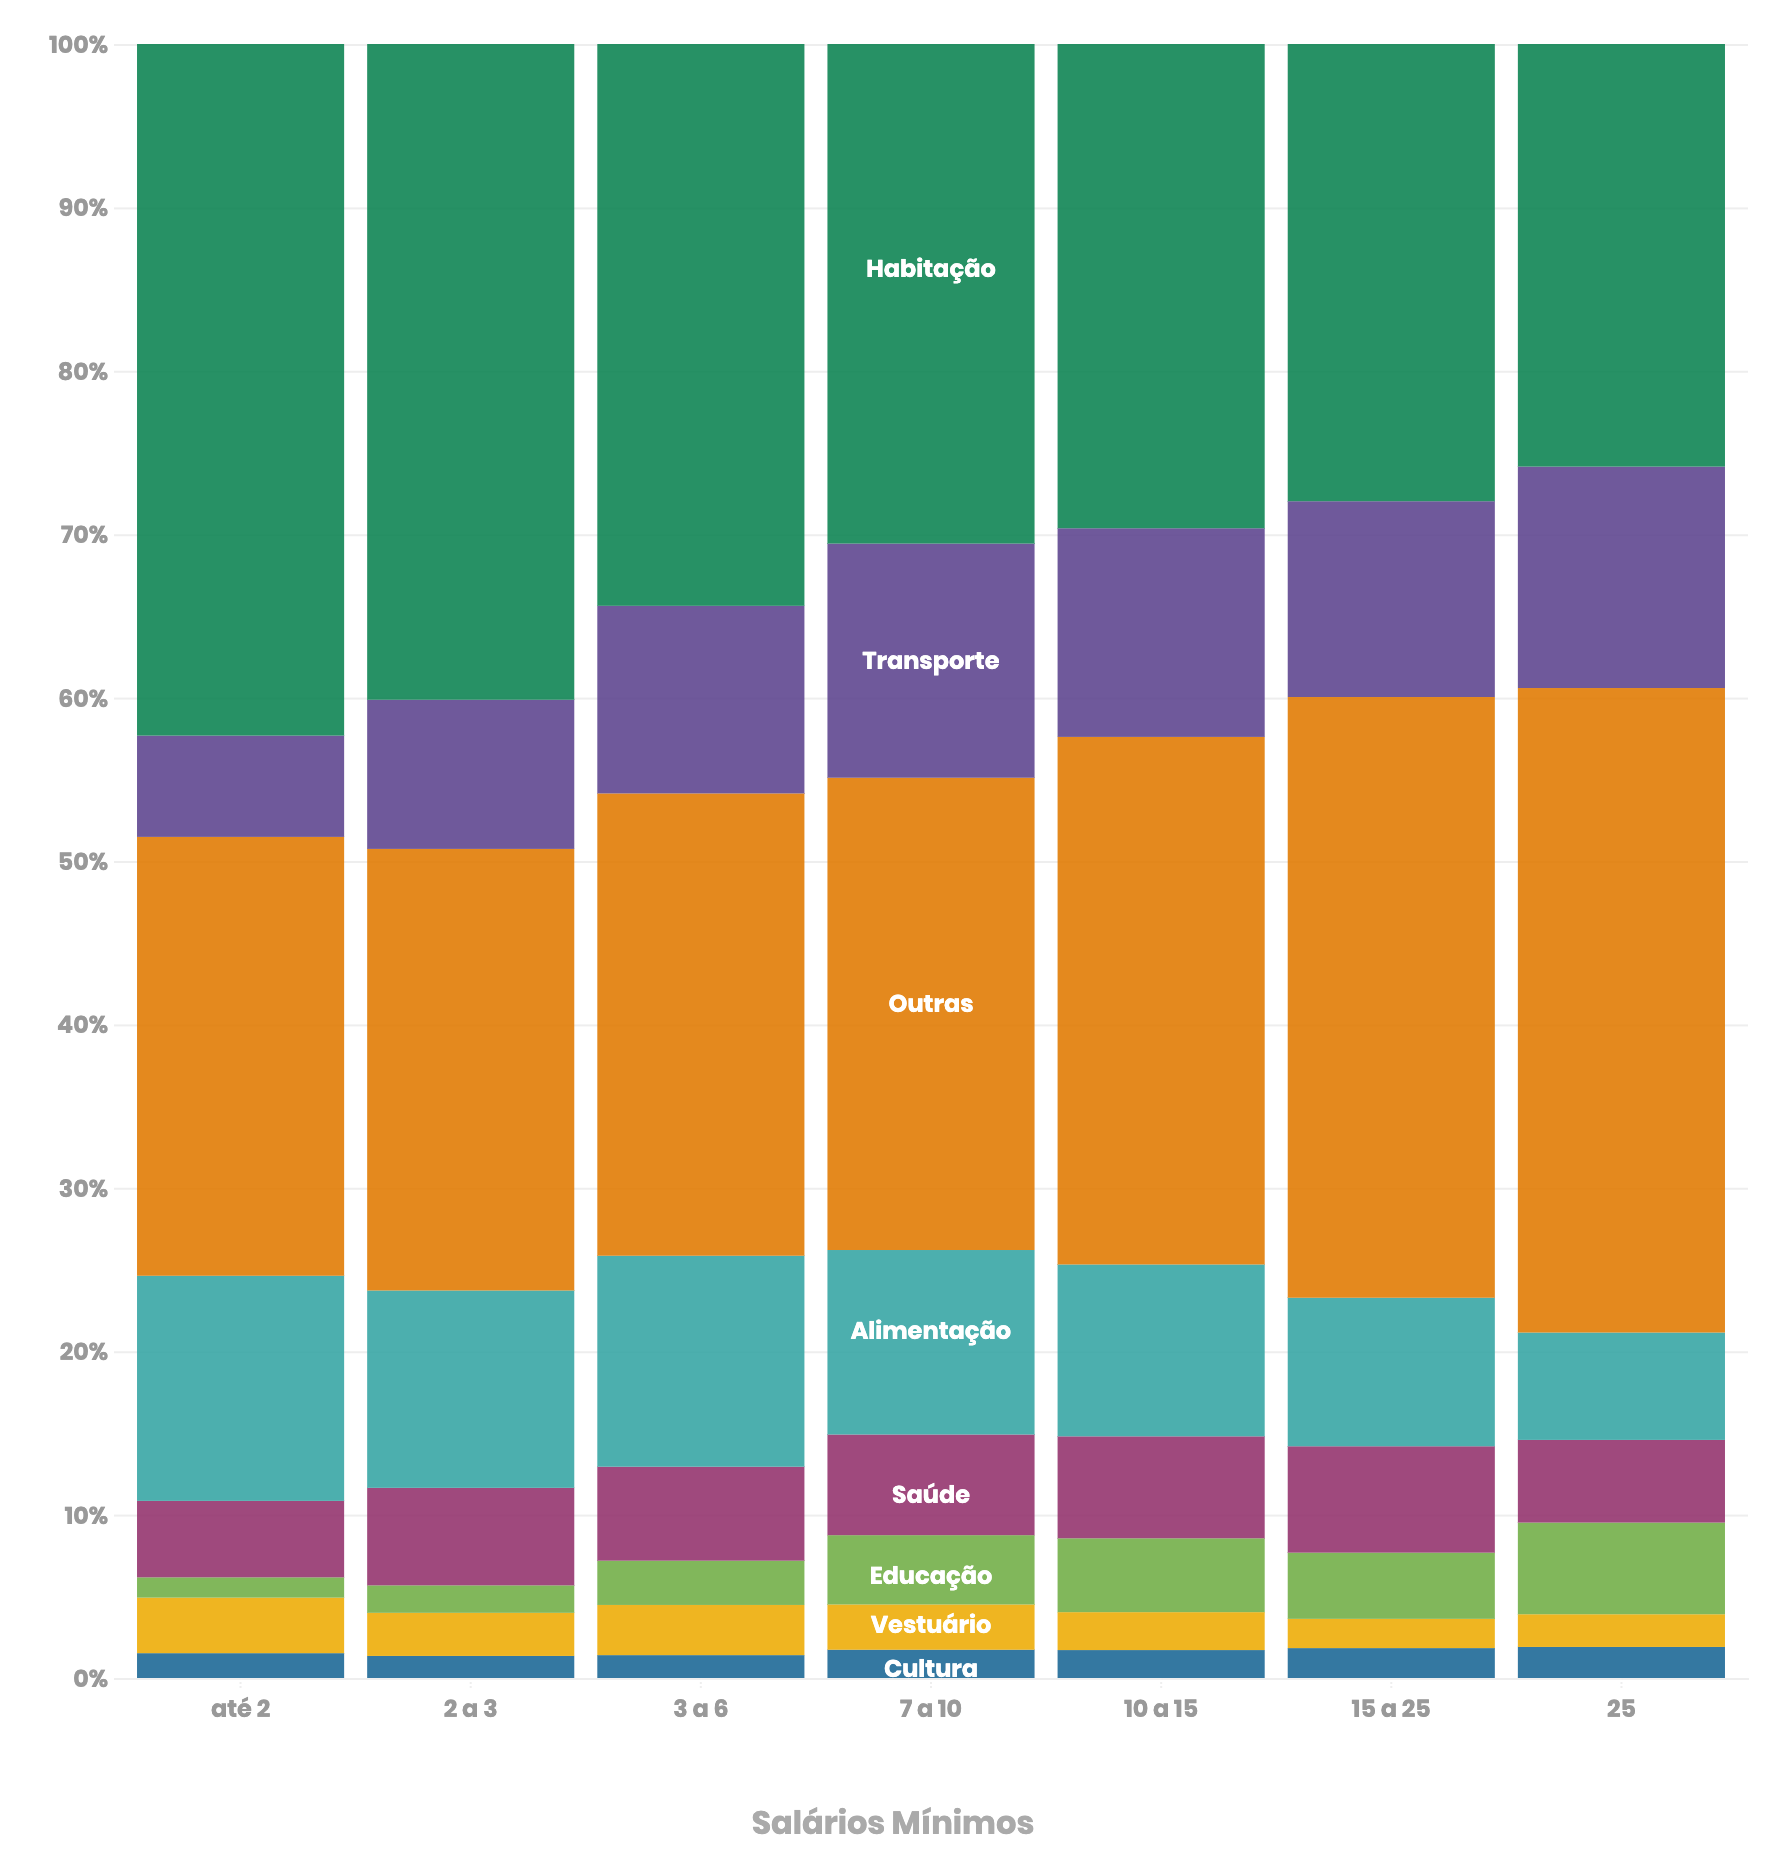 100%
90%
80%
70%
60%
50%
40%
30%
20%
10%
0%
Habitação
Transporte
Outras
Alimentação
Saúde
Educação
Vestuário
Cultura
até 2
2 a 3
3 a 6
7 a 10
10 a 15
15 a 25
25
Salários Mínimos